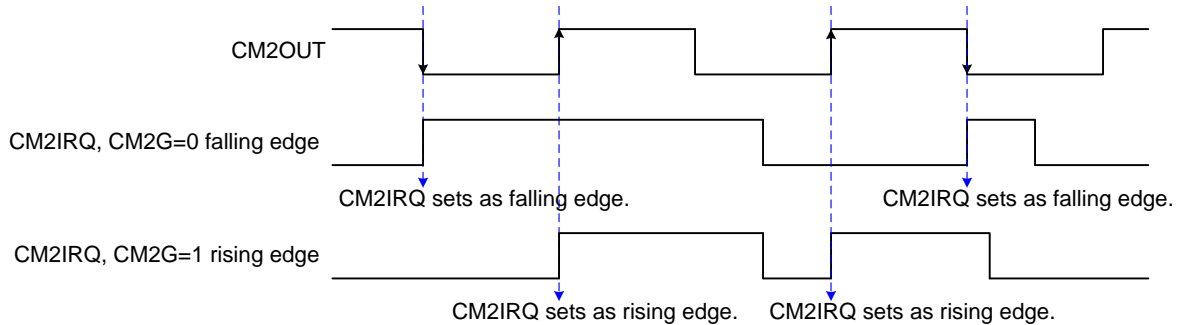 CM2OUT
CM2IRQ, CM2G=0 falling edge
CM2IRQ sets as falling edge. CM2IRQ sets as falling edge.
CM2IRQ, CM2G=1 rising edge
CM2IRQ sets as rising edge. CM2IRQ sets as rising edge.